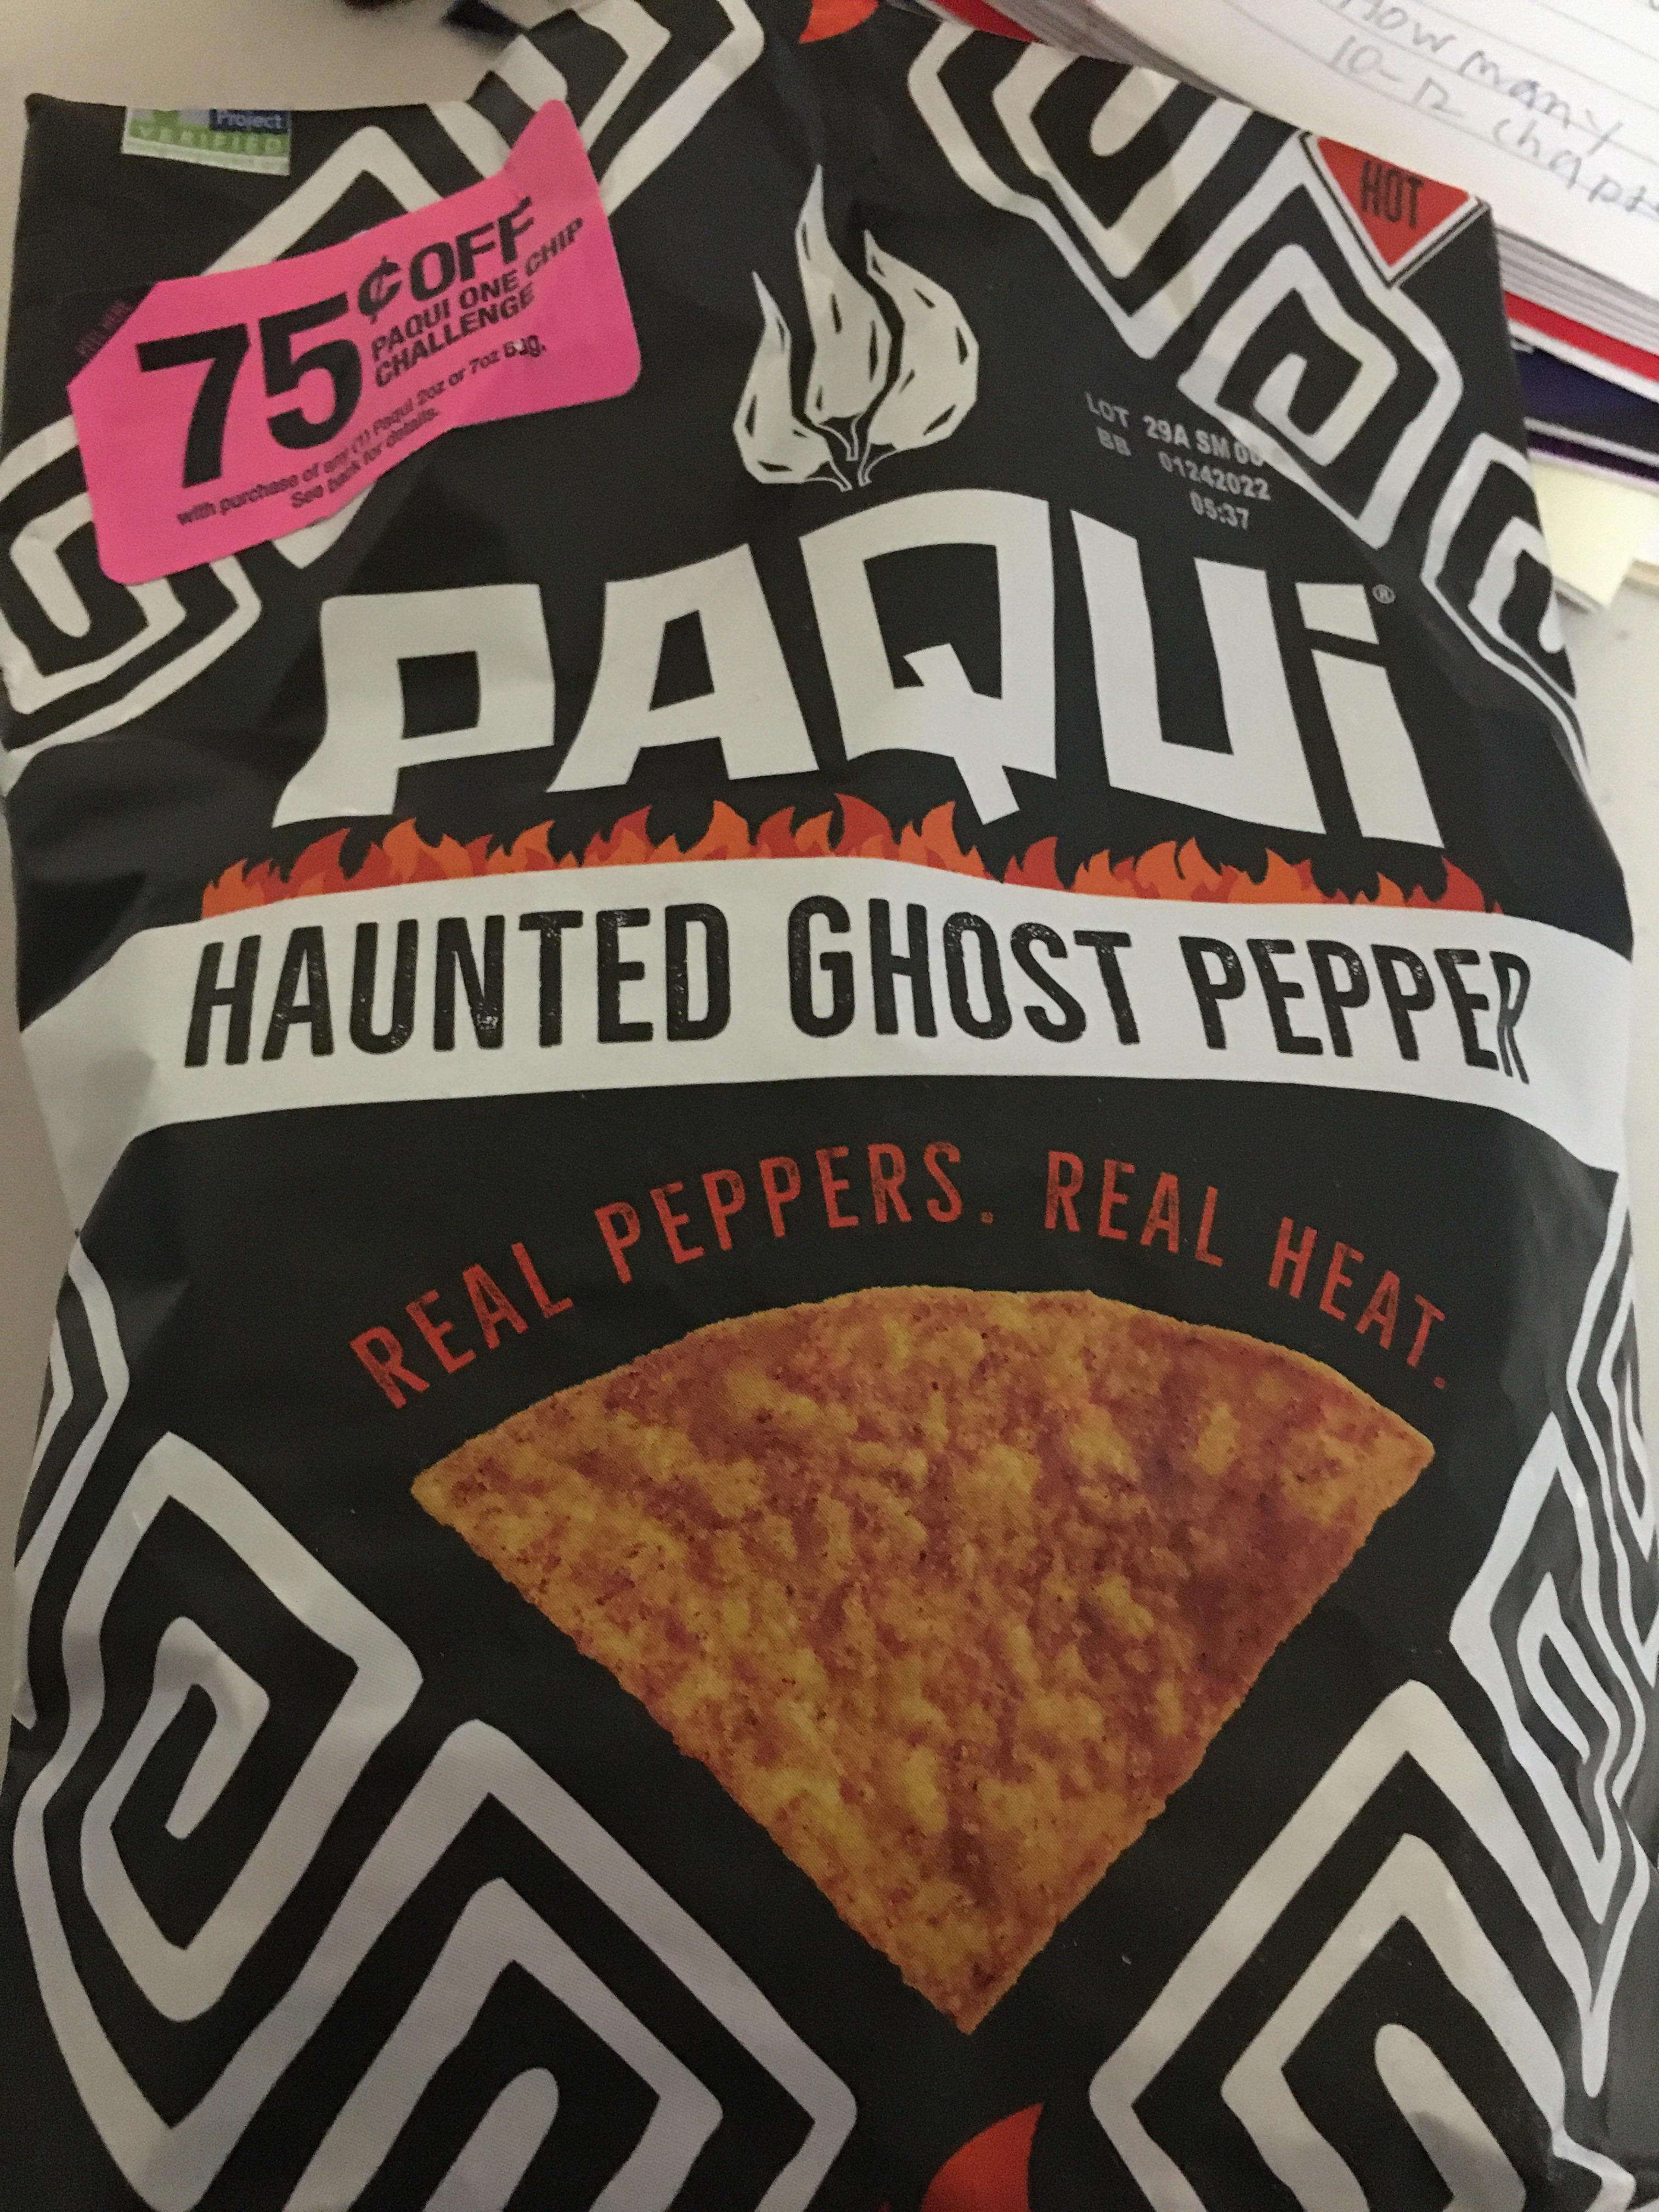 Project
VERIFIED
75¢ OFF
PAQUI ONE CHIP
CHALLENGE
with purchase of any (1) Paqui 2oz or 7oz Bag.
See back for details.
How many
10-12
HOT
LOT 29A SM
BB 01242022
05:37
PAQUI®
HAUNTED GHOST PEPPER
REAL PEPPERS. REAL HEAT.